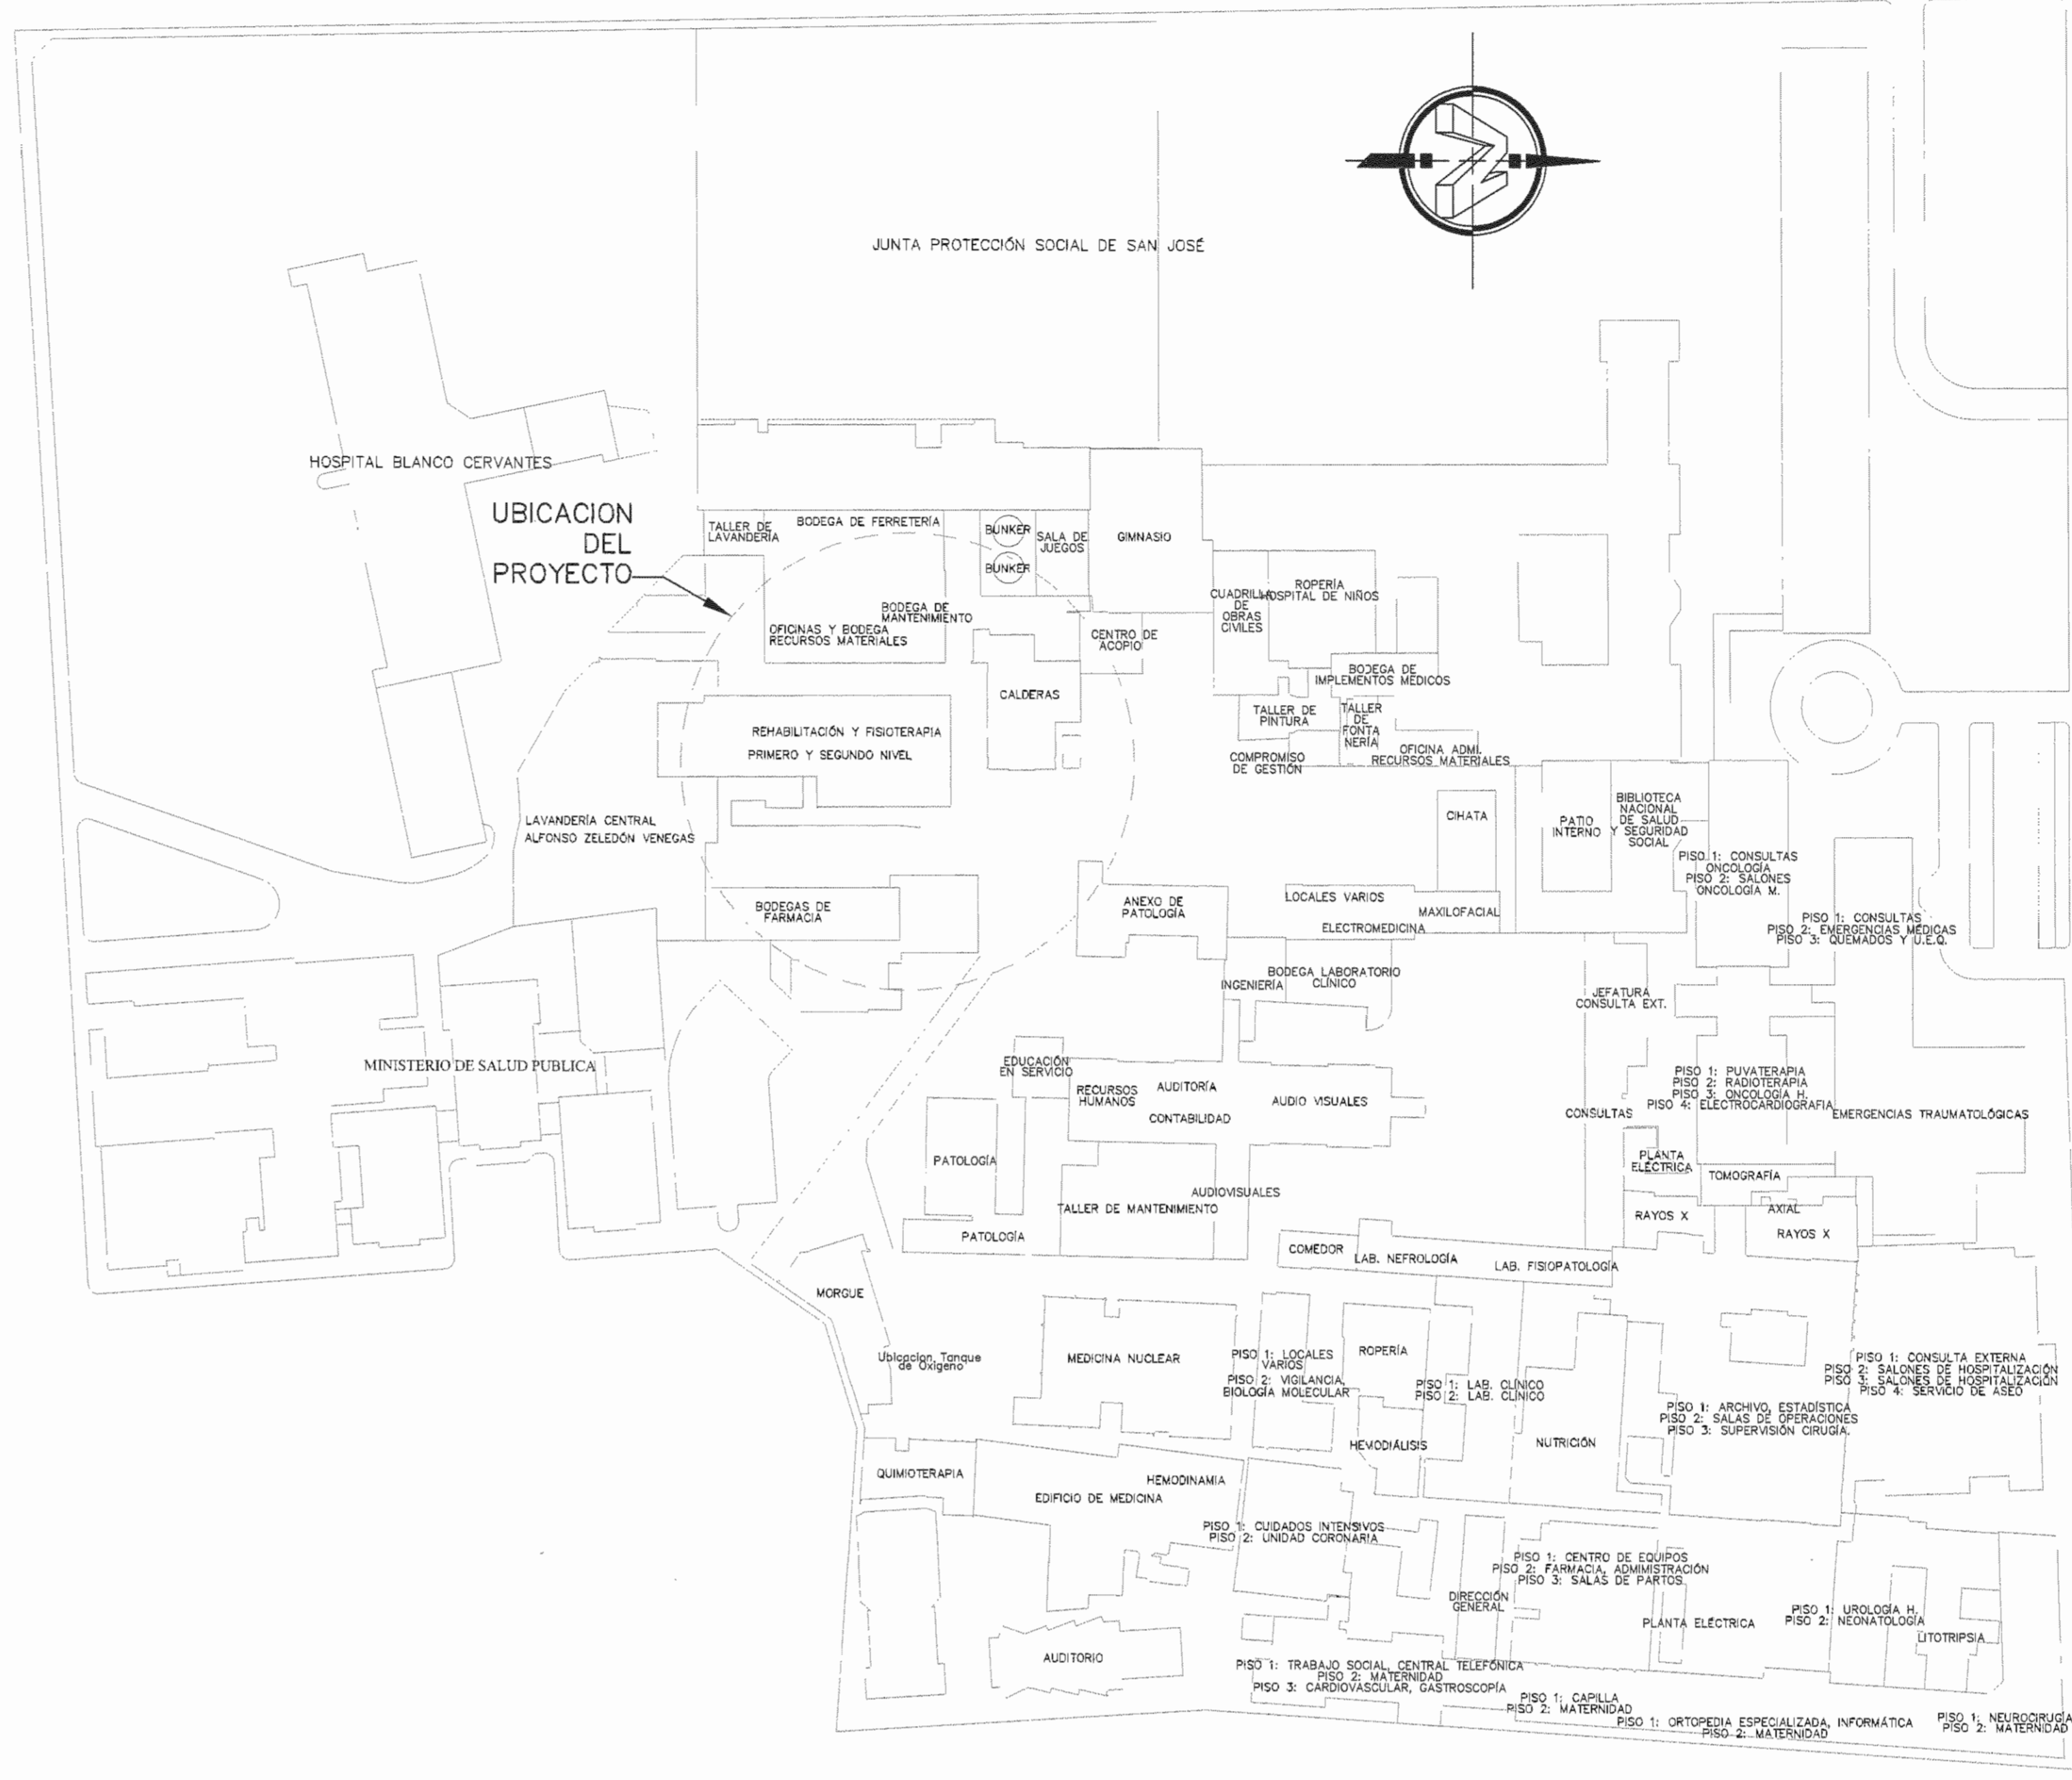 N
JUNTA PROTECCIÓN SOCIAL DE SAN JOSÉ
HOSPITAL BLANCO CERVANTES
UBICACION
DEL
PROYECTO
TALLER DE
LAVANDERÍA
BODEGA DE FERRETERÍA
BUNKER
BUNKER
SALA DE
JUEGOS
GIMNASIO
BODEGA DE
MANTENIMIENTO
OFICINAS Y BODEGA
RECURSOS MATERIALES
CENTRO DE
ACOPIO
CUADRILLA
DE
OBRAS
CIVILES
ROPERÍA
HOSPITAL DE NIÑOS
BODEGA DE
IMPLEMENTOS MÉDICOS
CALDERAS
TALLER DE
PINTURA
TALLER
DE
FONTA
NERÍA
COMPROMISO
DE GESTIÓN
OFICINA ADMI.
RECURSOS MATERIALES
REHABILITACIÓN Y FISIOTERAPIA
PRIMERO Y SEGUNDO NIVEL
LAVANDERÍA CENTRAL
ALFONSO ZELEDÓN VENEGAS
CIHATA
PATIO
INTERNO
BIBLIOTECA
NACIONAL
DE SALUD
Y SEGURIDAD
SOCIAL
PISO 1: CONSULTAS
ONCOLOGÍA
PISO 2: SALONES
ONCOLOGÍA M.
BODEGAS DE
FARMACIA
ANEXO DE
PATOLOGÍA
LOCALES VARIOS
MAXILOFACIAL
ELECTROMEDICINA
PISO 1: CONSULTAS
PISO 2: EMERGENCIAS MÉDICAS
PISO 3: QUEMADOS Y U.E.Q.
INGENIERÍA
BODEGA LABORATORIO
CLÍNICO
JEFATURA
CONSULTA EXT.
MINISTERIO DE SALUD PUBLICA
EDUCACIÓN
EN SERVICIO
RECURSOS
HUMANOS
AUDITORÍA
CONTABILIDAD
AUDIO VISUALES
CONSULTAS
PISO 1: PUVATERAPIA
PISO 2: RADIOTERAPIA
PISO 3: ONCOLOGÍA H.
PISO 4: ELECTROCARDIOGRAFIA
EMERGENCIAS TRAUMATOLÓGICAS
PATOLOGÍA
PLANTA
ELÉCTRICA
TOMOGRAFÍA
AXIAL
AUDIOVISUALES
TALLER DE MANTENIMIENTO
RAYOS X
RAYOS X
PATOLOGÍA
COMEDOR
LAB. NEFROLOGÍA
LAB. FISIOPATOLOGÍA
MORGUE
Ubicacion Tanque
de Oxigeno
MEDICINA NUCLEAR
PISO 1: LOCALES
VARIOS
PISO 2: VIGILANCIA,
BIOLOGÍA MOLECULAR
ROPERÍA
PISO 1: LAB. CLÍNICO
PISO 2: LAB. CLÍNICO
PISO 1: CONSULTA EXTERNA
PISO 2: SALONES DE HOSPITALIZACIÓN
PISO 3: SALONES DE HOSPITALIZACIÓN
PISO 4: SERVICIO DE ASEO
PISO 1: ARCHIVO, ESTADÍSTICA
PISO 2: SALAS DE OPERACIONES
PISO 3: SUPERVISIÓN CIRUGÍA.
HEMODIÁLISIS
NUTRICIÓN
QUIMIOTERAPIA
HEMODINAMIA
EDIFICIO DE MEDICINA
PISO 1: CUIDADOS INTENSIVOS
PISO 2: UNIDAD CORONARIA
PISO 1: CENTRO DE EQUIPOS
PISO 2: FARMACIA, ADMIMISTRACIÓN
PISO 3: SALAS DE PARTOS
DIRECCIÓN
GENERAL
PLANTA ELÉCTRICA
PISO 1: UROLOGÍA H.
PISO 2: NEONATOLOGÍA
LITOTRIPSIA
AUDITORIO
PISO 1: TRABAJO SOCIAL, CENTRAL TELEFÓNICA
PISO 2: MATERNIDAD
PISO 3: CARDIOVASCULAR, GASTROSCOPÍA
PISO 1: CAPILLA
PISO 2: MATERNIDAD
PISO 1: ORTOPEDIA ESPECIALIZADA, INFORMÁTICA
PISO 2: MATERNIDAD
PISO 1: NEUROCIRUGÍA
PISO 2: MATERNIDAD